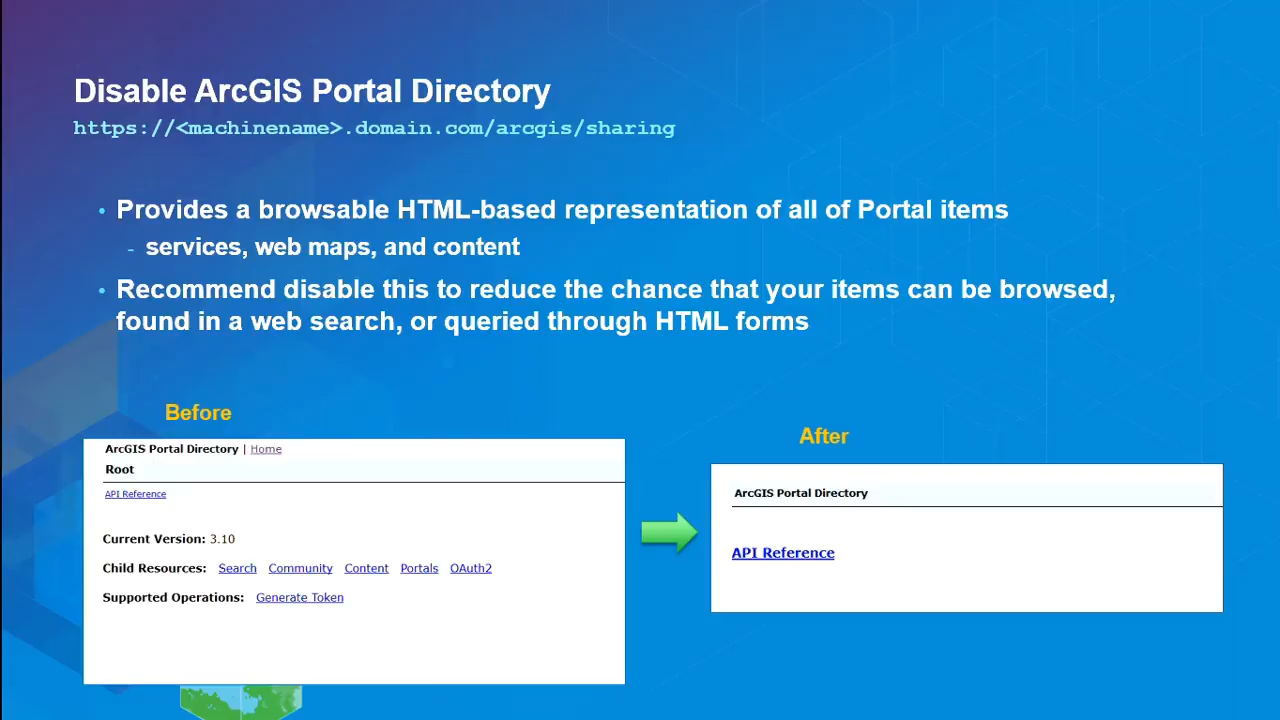 Disable ArcGIS Portal Directory
https://<machinename>.domain.com/arcgis/sharing
• Provides a browsable HTML-based representation of all of Portal items
- services, web maps, and content
• Recommend disable this to reduce the chance that your items can be browsed,
found in a web search, or queried through HTML forms
Before
ArcGIS Portal Directory | Home
Root
API Reference
Current Version: 3.10
Child Resources: Search Community Content Portals OAuth2
Supported Operations: Generate Token
After
ArcGIS Portal Directory
API Reference